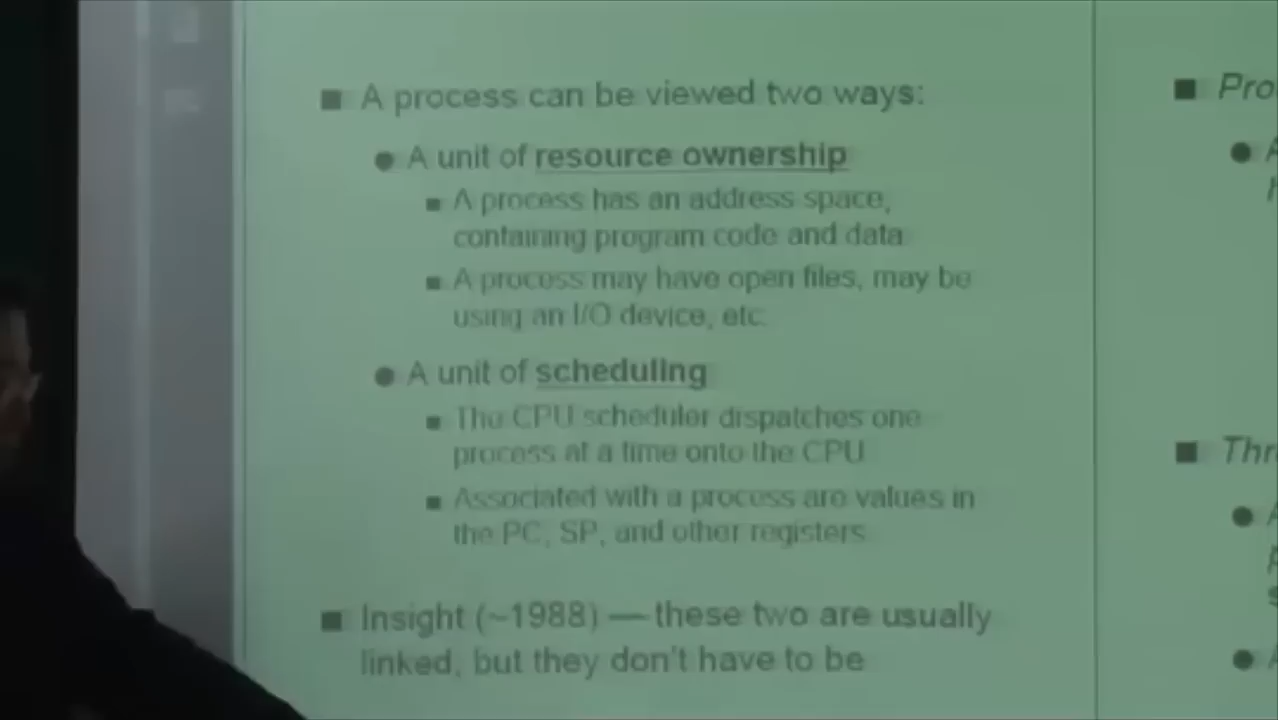 A process can be viewed two ways:
A unit of resource ownership
A process has an address space,
containing program code and data
A process may have open files, may be
using an I/O device, etc.
A unit of scheduling
The CPU scheduler dispatches one
process at a time onto the CPU
Associated with a process are values in
the PC, SP, and other registers
Insight (~1988) — these two are usually
linked, but they don't have to be
Pro
Thr